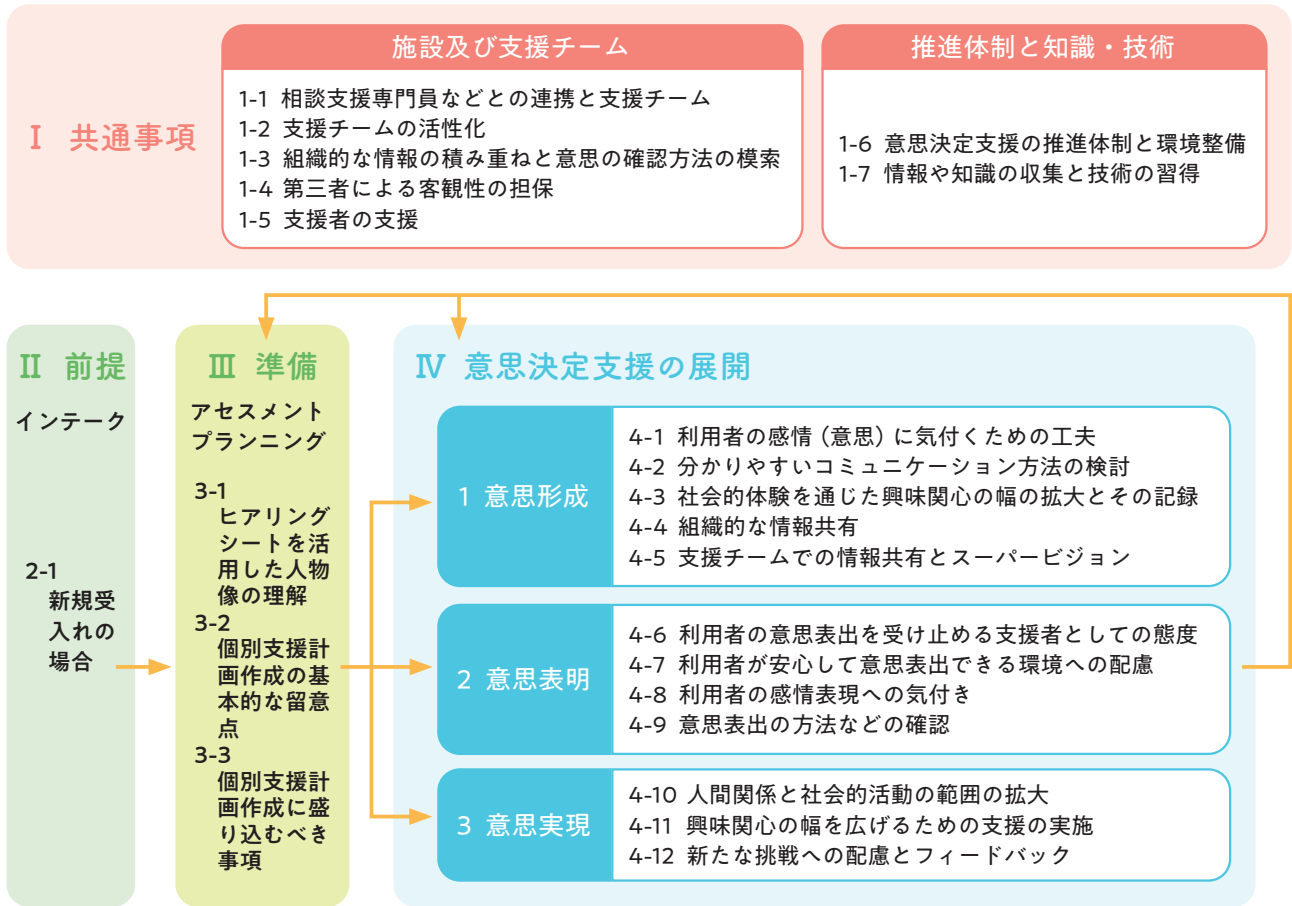 Ⅰ 共通事項
施設及び支援チーム
1-1 相談支援専門員などとの連携と支援チーム
1-2 支援チームの活性化
1-3 組織的な情報の積み重ねと意思の確認方法の模索
1-4 第三者による客観性の担保
1-5 支援者の支援
推進体制と知識・技術
1-6 意思決定支援の推進体制と環境整備
1-7 情報や知識の収集と技術の習得
Ⅱ 前提
インテーク
2-1
新規受
入れの
場合
Ⅲ 準備
アセスメント
プランニング
3-1
ヒアリング
シートを活
用した人物
像の理解
3-2
個別支援計
画作成の基
本的な留意
点
3-3
個別支援計
画作成に盛
り込むべき
事項
Ⅳ 意思決定支援の展開
1 意思形成
4-1 利用者の感情（意思）に気付くための工夫
4-2 分かりやすいコミュニケーション方法の検討
4-3 社会的体験を通じた興味関心の幅の拡大とその記録
4-4 組織的な情報共有
4-5 支援チームでの情報共有とスーパービジョン
2 意思表明
4-6 利用者の意思表出を受け止める支援者としての態度
4-7 利用者が安心して意思表出できる環境への配慮
4-8 利用者の感情表現への気付き
4-9 意思表出の方法などの確認
3 意思実現
4-10 人間関係と社会的活動の範囲の拡大
4-11 興味関心の幅を広げるための支援の実施
4-12 新たな挑戦への配慮とフィードバック